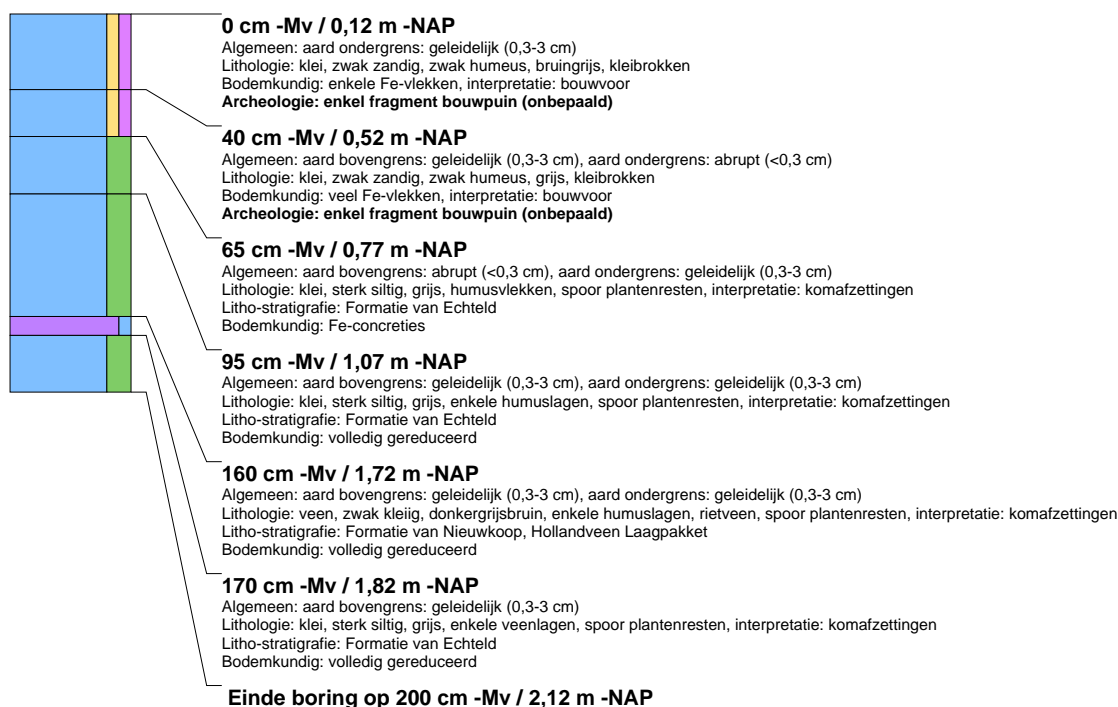 0 cm -Mv / 0,12 m -NAP
Algemeen: aard ondergrens: geleidelijk (0,3-3 cm)
Lithologie: klei, zwak zandig, zwak humeus, bruingrijs, kleibrokken
Bodemkundig: enkele Fe-vlekken, interpretatie: bouwvoor
Archeologie: enkel fragment bouwpuin (onbepaald)
40 cm -Mv / 0,52 m -NAP
Algemeen: aard bovengrens: geleidelijk (0,3-3 cm), aard ondergrens: abrupt (<0,3 cm)
Lithologie: klei, zwak zandig, zwak humeus, grijs, kleibrokken
Bodemkundig: veel Fe-vlekken, interpretatie: bouwvoor
Archeologie: enkel fragment bouwpuin (onbepaald)
65 cm -Mv / 0,77 m -NAP
Algemeen: aard bovengrens: abrupt (<0,3 cm), aard ondergrens: geleidelijk (0,3-3 cm)
Lithologie: klei, sterk siltig, grijs, humusvlekken, spoor plantenresten, interpretatie: komafzettingen
Litho-stratigrafie: Formatie van Echteld
Bodemkundig: Fe-concreties
95 cm -Mv / 1,07 m -NAP
Algemeen: aard bovengrens: geleidelijk (0,3-3 cm), aard ondergrens: geleidelijk (0,3-3 cm)
Lithologie: klei, sterk siltig, grijs, enkele humuslagen, spoor plantenresten, interpretatie: komafzettingen
Litho-stratigrafie: Formatie van Echteld
Bodemkundig: volledig gereduceerd
160 cm -Mv / 1,72 m -NAP
Algemeen: aard bovengrens: geleidelijk (0,3-3 cm), aard ondergrens: geleidelijk (0,3-3 cm)
Lithologie: veen, zwak kleiig, donkergrijsbruin, enkele humuslagen, rietveen, spoor plantenresten, interpretatie: komafzettingen
Litho-stratigrafie: Formatie van Nieuwkoop, Hollandveen Laagpakket
Bodemkundig: volledig gereduceerd
170 cm -Mv / 1,82 m -NAP
Algemeen: aard bovengrens: geleidelijk (0,3-3 cm)
Lithologie: klei, sterk siltig, grijs, enkele veenlagen, spoor plantenresten, interpretatie: komafzettingen
Litho-stratigrafie: Formatie van Echteld
Bodemkundig: volledig gereduceerd
Einde boring op 200 cm -Mv / 2,12 m -NAP